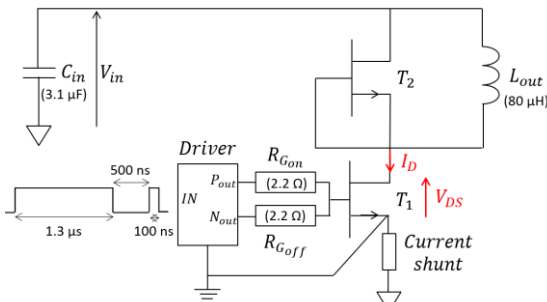 C_in
(3.1 µF)
V_in
T_2
L_out
(80 µH)
Driver
R_Gon
I_D
500 ns
P_out
(2.2 Ω)
IN
T_1
V_DS
N_out
(2.2 Ω)
1.3 µs
100 ns
R_Goff
Current
shunt